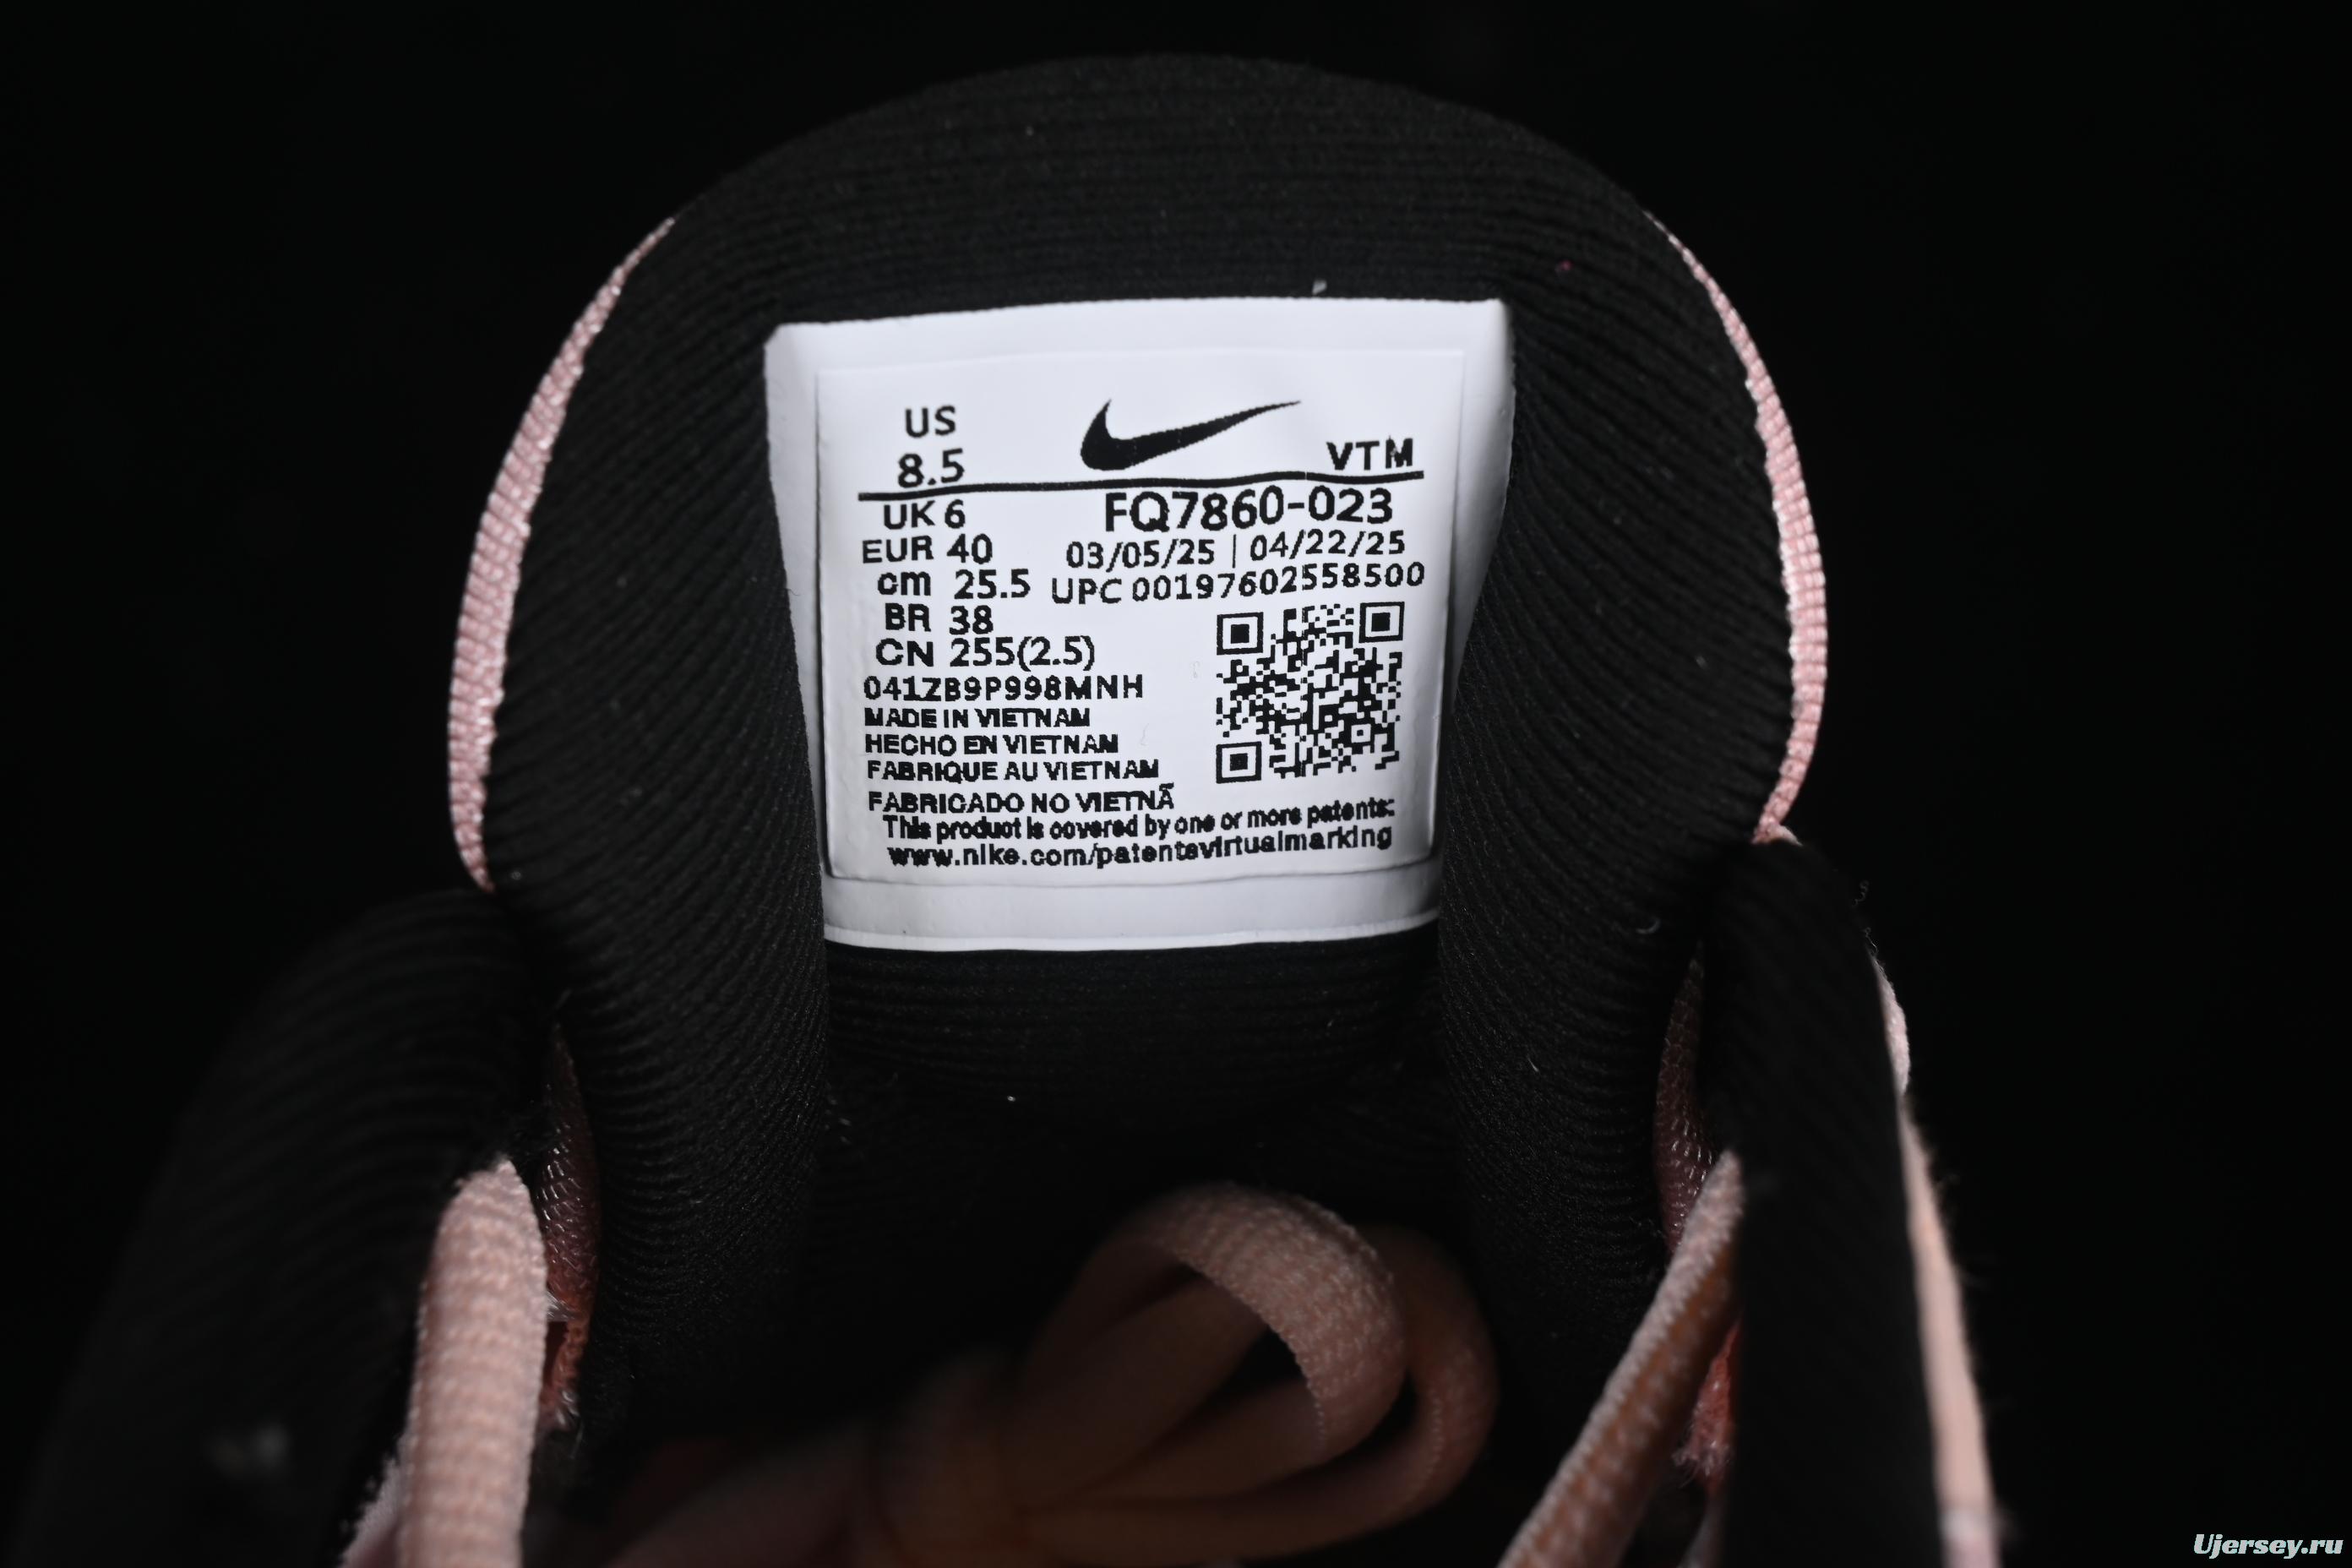 US
8.5
VTM
UK 6
FQ7860-023
EUR 40
03/05/25 | 04/22/25
cm 25.5
UPC 00197602558500
BR 38
CN 255(2.5)
041ZB9P998MNH
MADE IN VIETNAM
HECHO EN VIETNAM
FABRIQUE AU VIETNAM
FABRICADO NO VIETNÃ
This product is covered by one or more patents:
www.nike.com/patentsvirtualmarking
Ujersey.ru